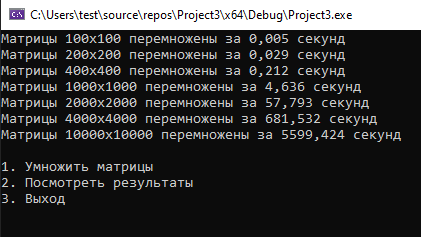 C:\Users\test\source\repos\Project3\x64\Debug\Project3.exe
Матрицы 100x100 перемножены за 0,005 секунд
Матрицы 200x200 перемножены за 0,029 секунд
Матрицы 400x400 перемножены за 0,212 секунд
Матрицы 1000x1000 перемножены за 4,636 секунд
Матрицы 2000x2000 перемножены за 57,793 секунд
Матрицы 4000x4000 перемножены за 681,532 секунд
Матрицы 10000x10000 перемножены за 5599,424 секунд
1. Умножить матрицы
2. Посмотреть результаты
3. Выход